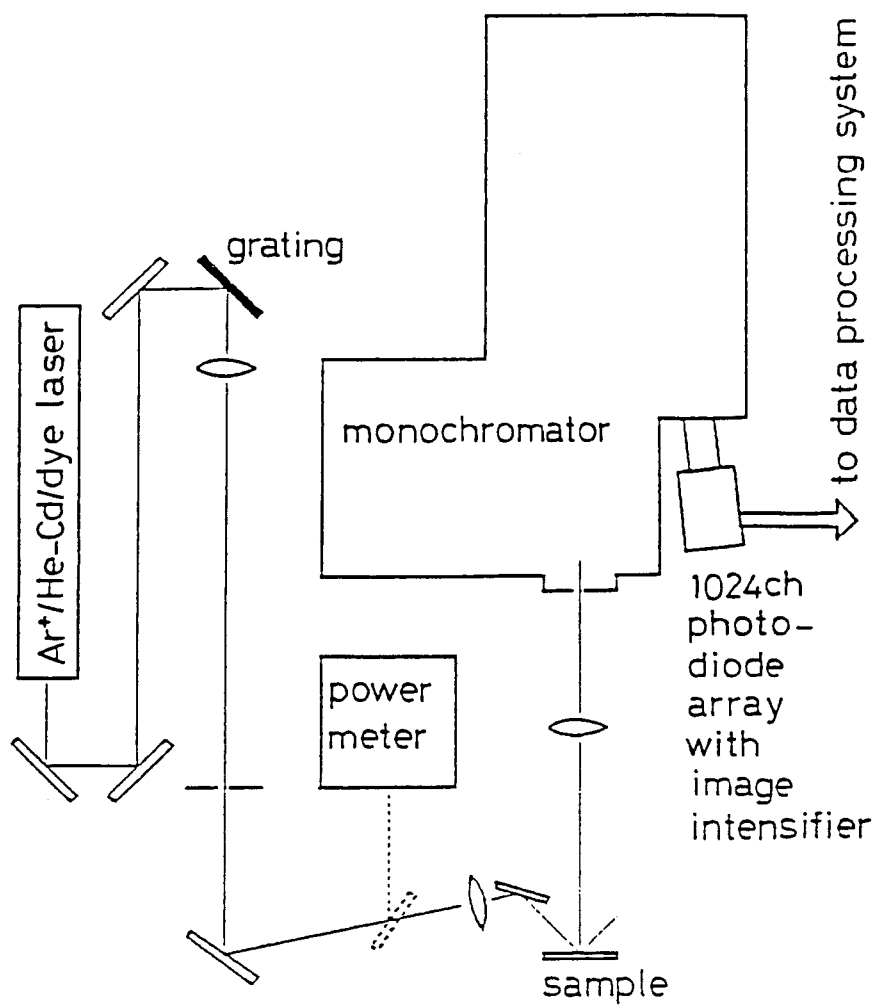 grating
Ar⁺/He-Cd/dye laser
monochromator
to data processing system
1024ch
photo-
diode
array
with
image
intensifier
power
meter
sample